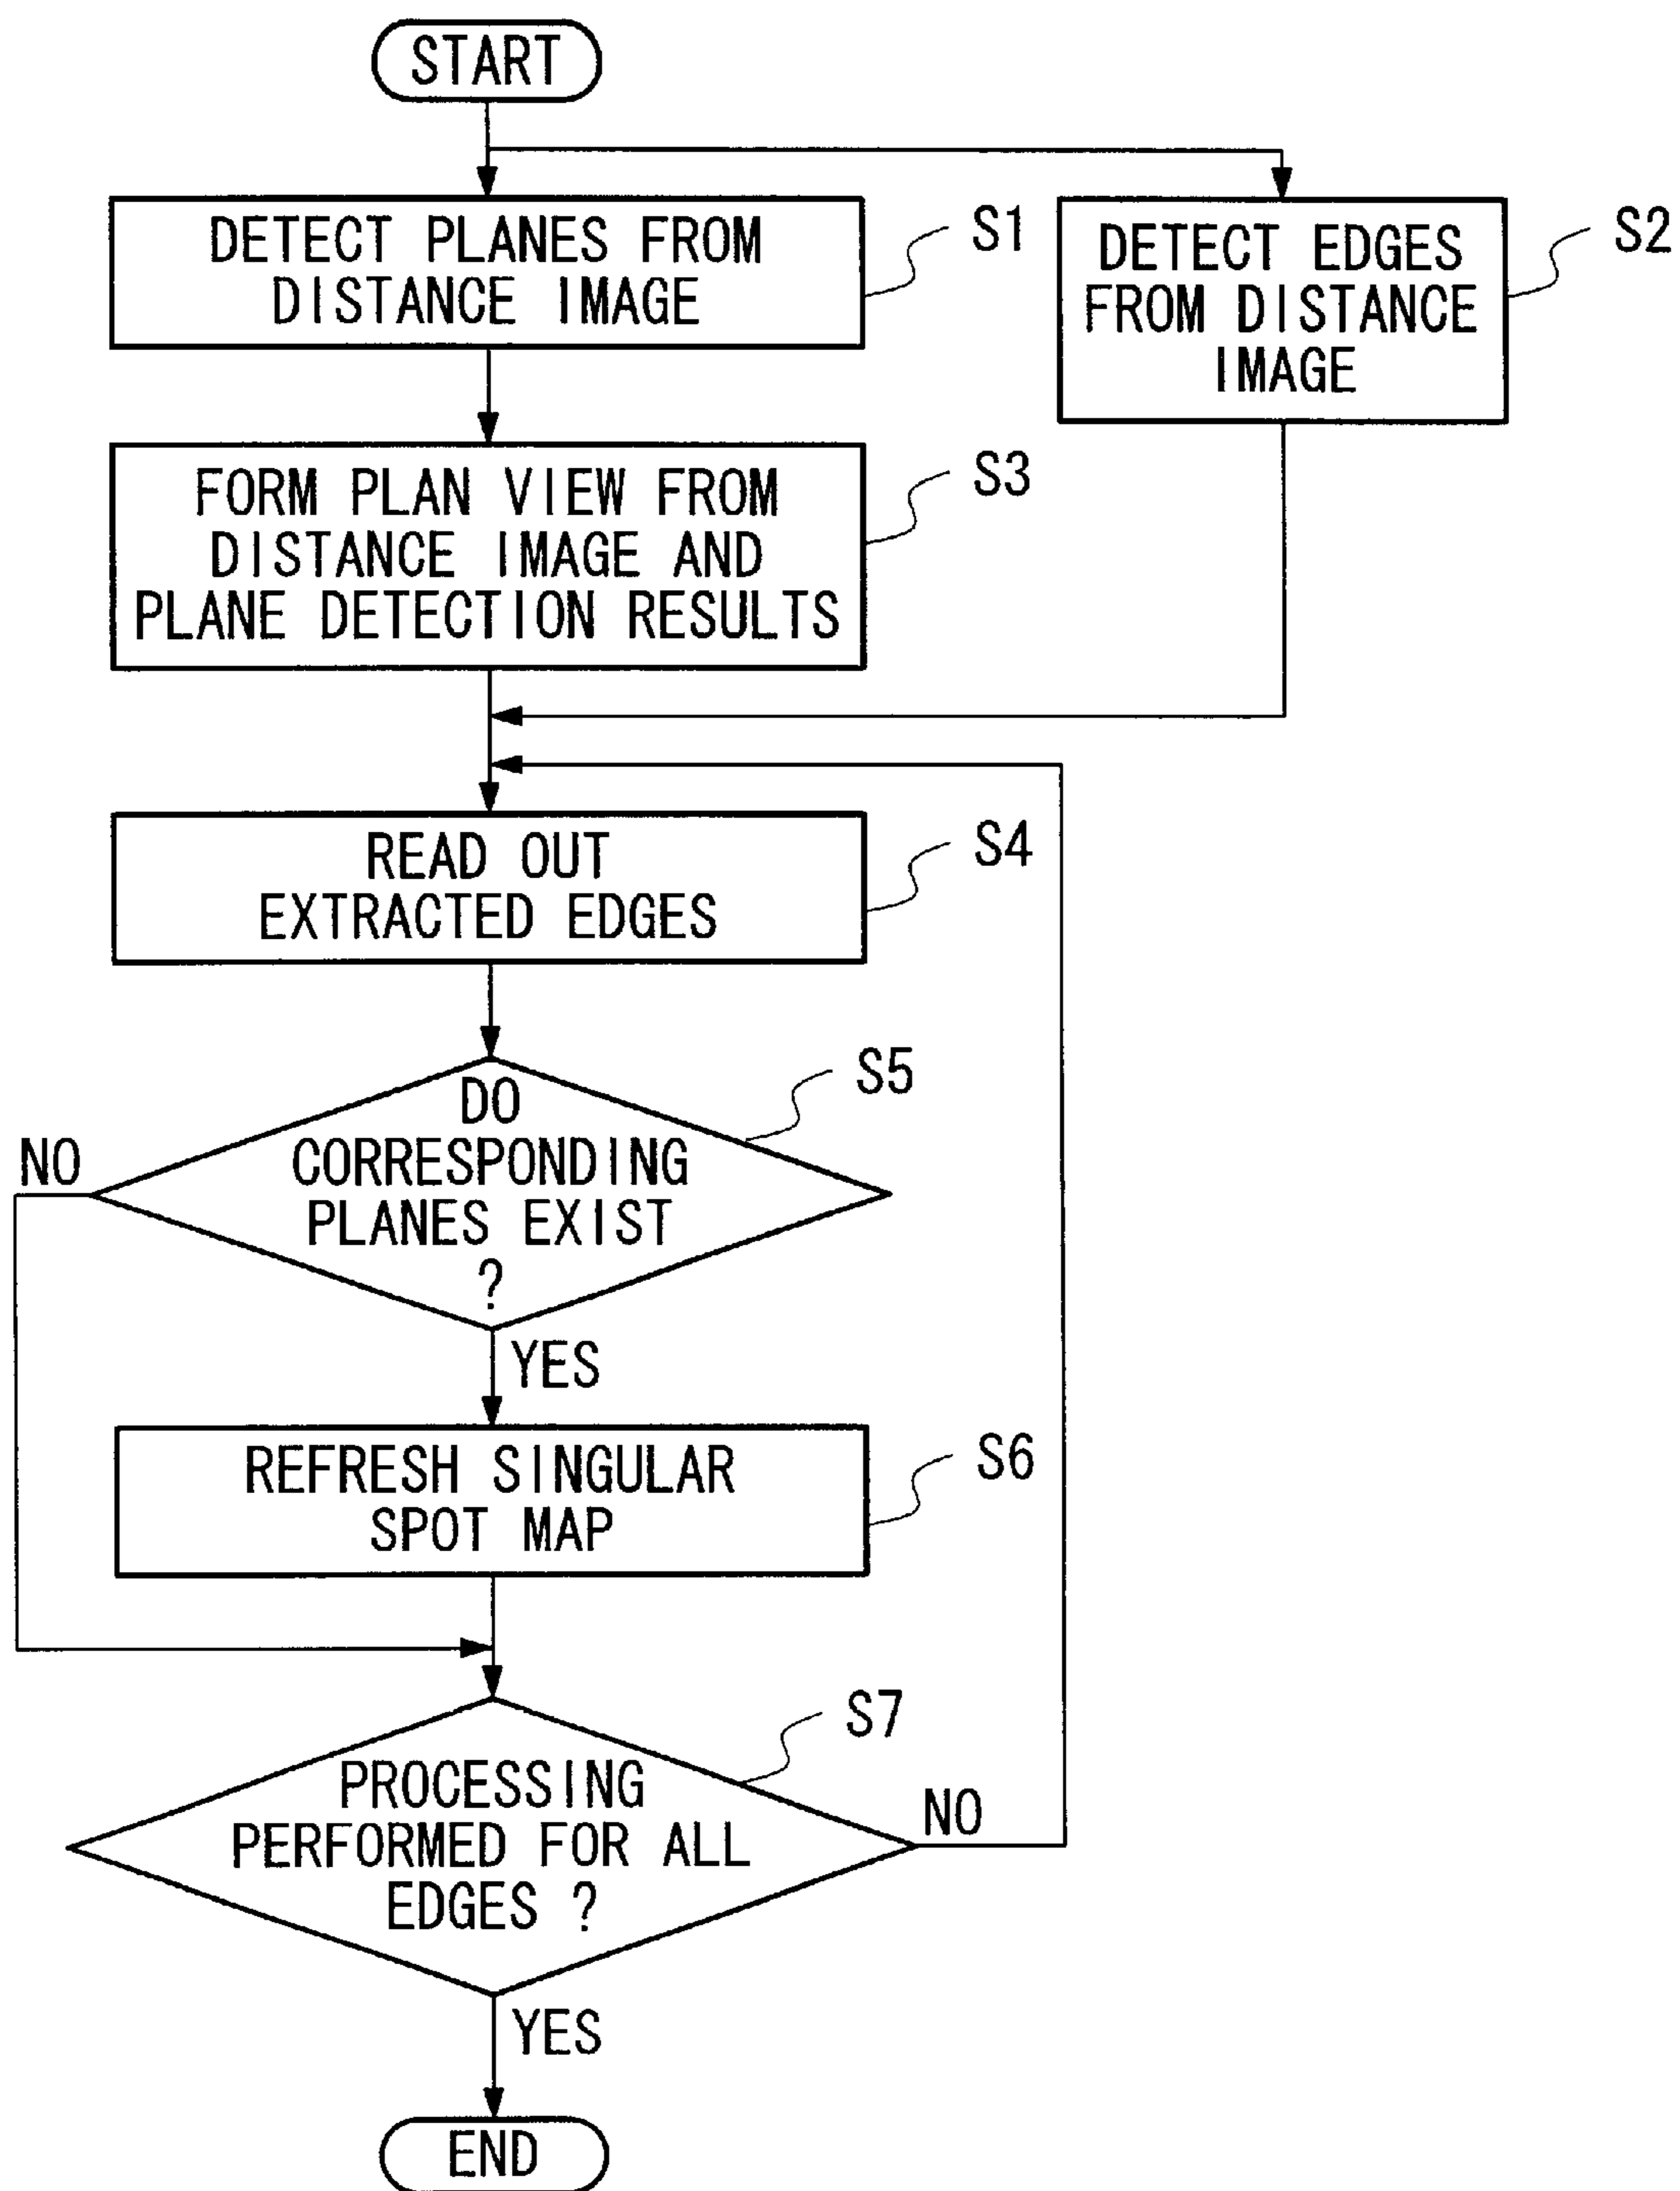 START
DETECT PLANES FROM
DISTANCE IMAGE
S1
DETECT EDGES
FROM DISTANCE
IMAGE
S2
FORM PLAN VIEW FROM
DISTANCE IMAGE AND
PLANE DETECTION RESULTS
S3
READ OUT
EXTRACTED EDGES
S4
DO
CORRESPONDING
PLANES EXIST
?
S5
NO
YES
REFRESH SINGULAR
SPOT MAP
S6
PROCESSING
PERFORMED FOR ALL
EDGES ?
S7
NO
YES
END